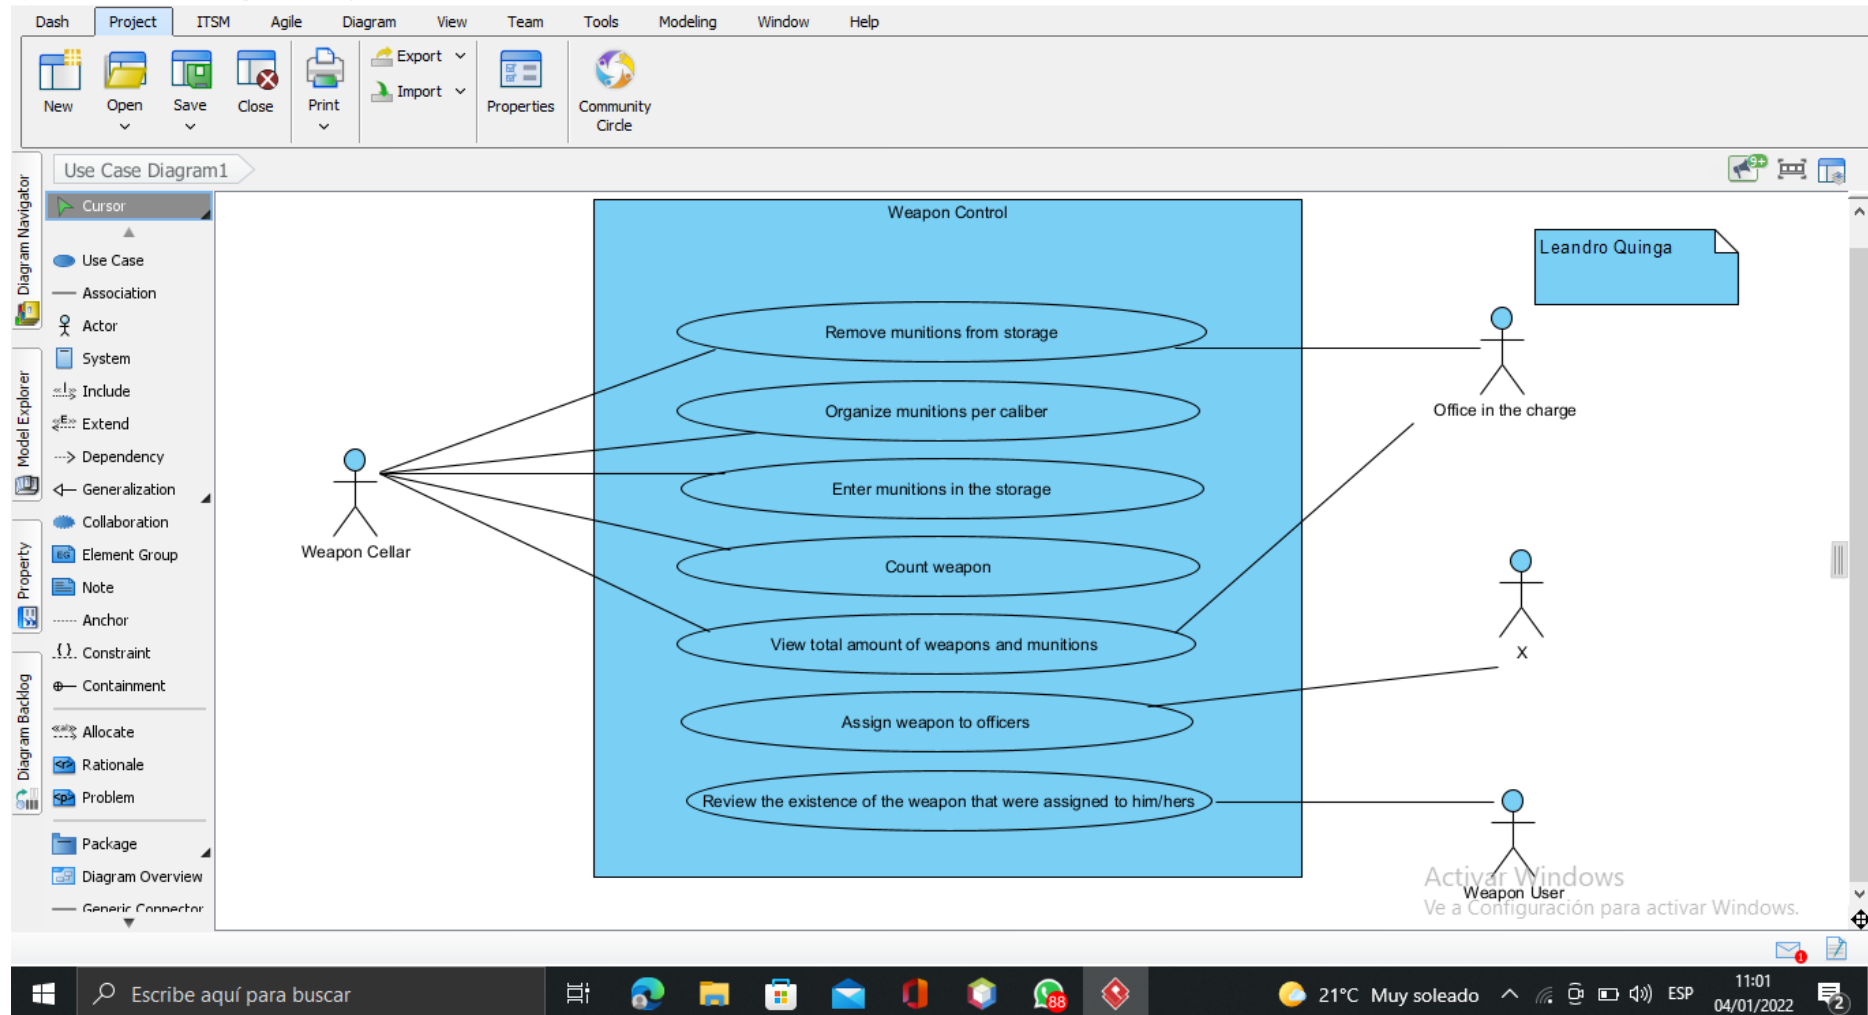 Dash Project ITSM Agile Diagram View Team Tools Modeling Window Help
New Open Save Close Print Export Import Properties Community Circle
Use Case Diagram1
9+
Diagram Navigator
Model Explorer
Property
Diagram Backlog
Cursor
Use Case
Association
Actor
System
Include
Extend
Dependency
Generalization
Collaboration
Element Group
Note
Anchor
Constraint
Containment
Allocate
Rationale
Problem
Package
Diagram Overview
Generic Connector
Weapon Control
Leandro Quinga
Remove munitions from storage
Office in the charge
Organize munitions per caliber
Enter munitions in the storage
Weapon Cellar
Count weapon
View total amount of weapons and munitions
X
Assign weapon to officers
Review the existence of the weapon that were assigned to him/hers
Weapon User
Activar Windows
Ve a Configuración para activar Windows.
Escribe aquí para buscar
88
21°C Muy soleado
ESP
11:01
04/01/2022
2